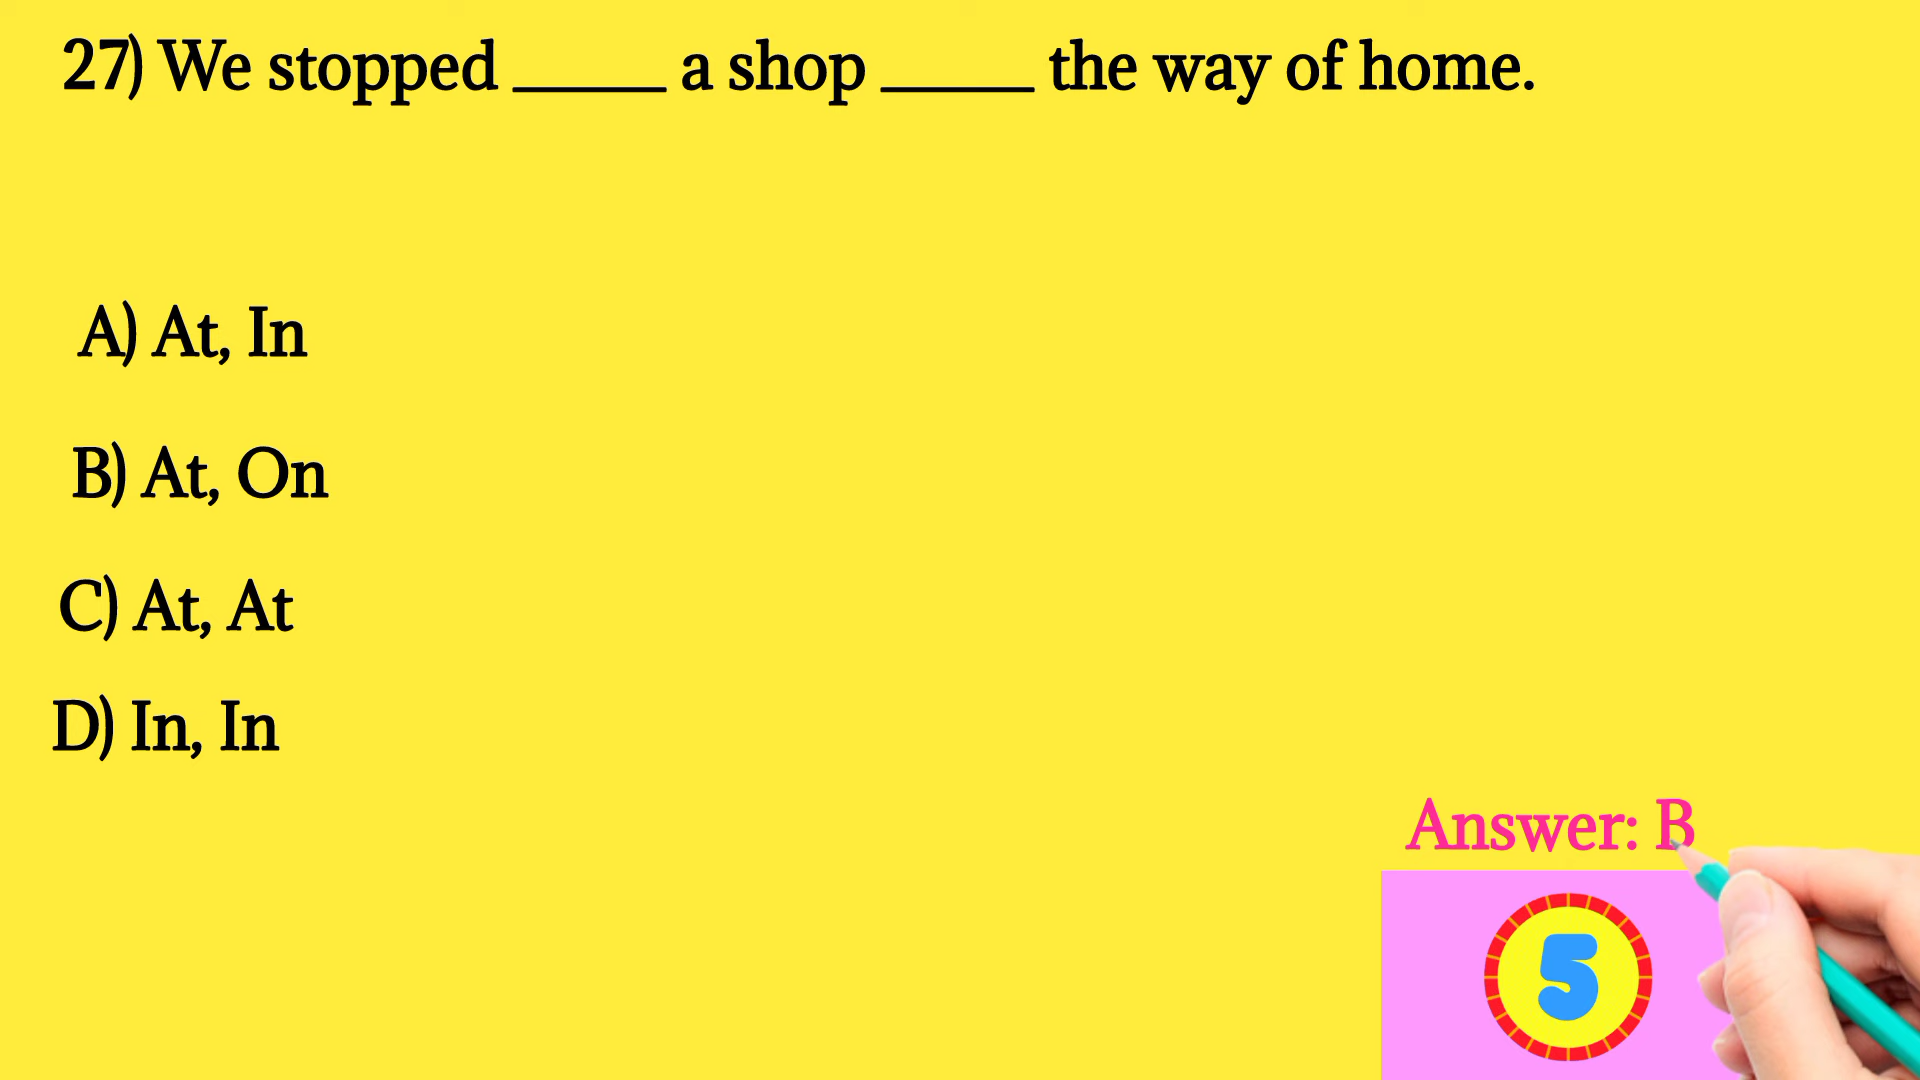 27) We stopped _____ a shop _____ the way of home.
A) At, In
B) At, On
C) At, At
D) In, In
Answer: B
5